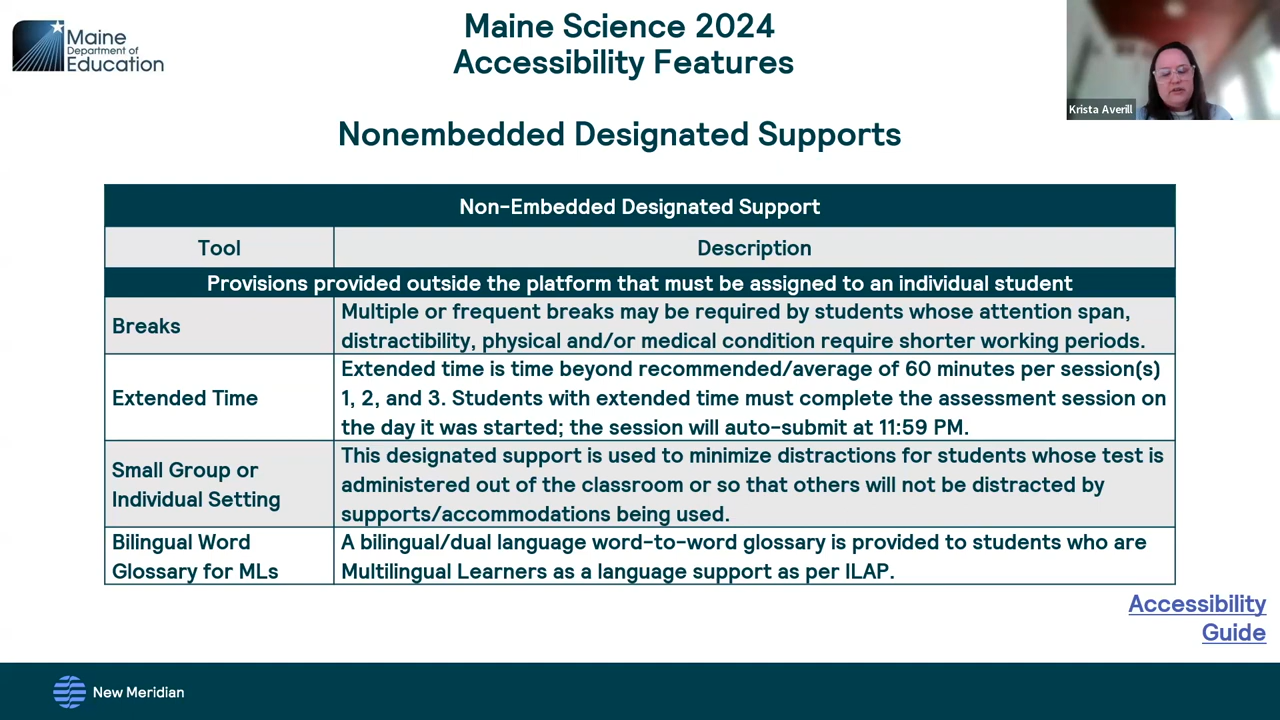 Maine
Department of
Education
Maine Science 2024
Accessibility Features
Krista Averill
Nonembedded Designated Supports
Non-Embedded Designated Support
Tool
Description
Provisions provided outside the platform that must be assigned to an individual student
Breaks
Multiple or frequent breaks may be required by students whose attention span,
distractibility, physical and/or medical condition require shorter working periods.
Extended Time
Extended time is time beyond recommended/average of 60 minutes per session(s)
1, 2, and 3. Students with extended time must complete the assessment session on
the day it was started; the session will auto-submit at 11:59 PM.
Small Group or
Individual Setting
This designated support is used to minimize distractions for students whose test is
administered out of the classroom or so that others will not be distracted by
supports/accommodations being used.
Bilingual Word
Glossary for MLs
A bilingual/dual language word-to-word glossary is provided to students who are
Multilingual Learners as a language support as per ILAP.
Accessibility
Guide
New Meridian